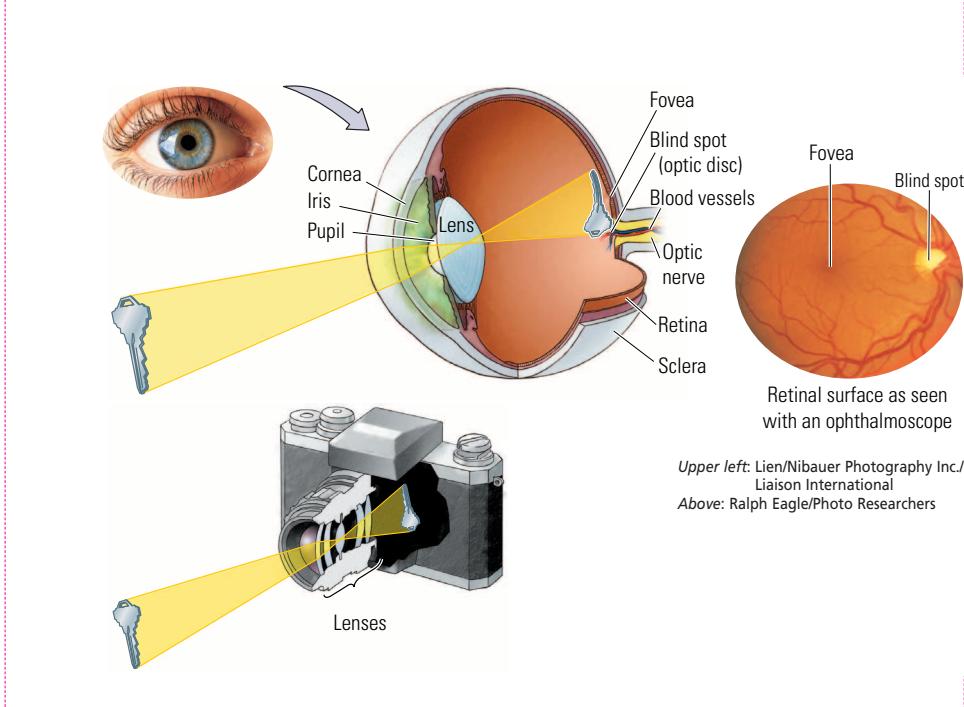 Fovea
Blind spot
(optic disc)
Blood vessels
Cornea
Iris
Pupil
Lens
Optic
nerve
Retina
Sclera
Fovea
Blind spot
Retinal surface as seen
with an ophthalmoscope
Upper left: Lien/Nibauer Photography Inc./
Liaison International
Above: Ralph Eagle/Photo Researchers
Lenses